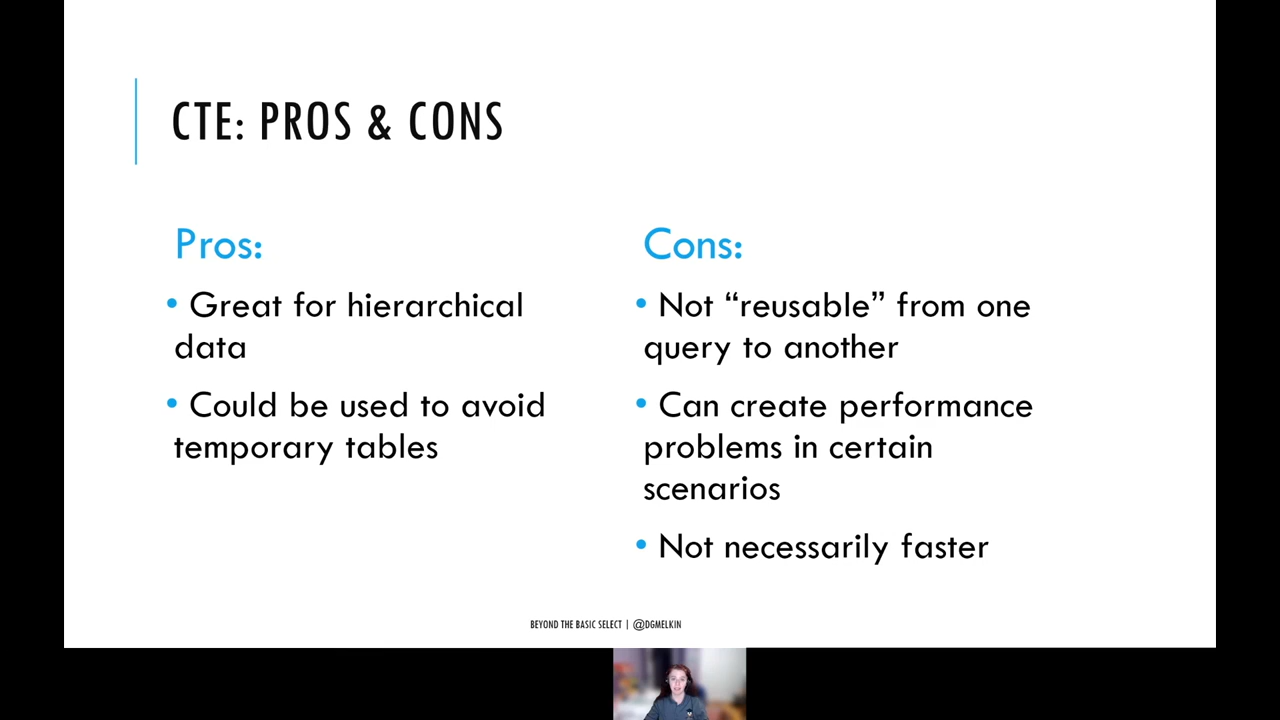 CTE: PROS & CONS
Pros:
• Great for hierarchical
data
• Could be used to avoid
temporary tables
Cons:
• Not “reusable” from one
query to another
• Can create performance
problems in certain
scenarios
• Not necessarily faster
BEYOND THE BASIC SELECT | @DGMELKIN